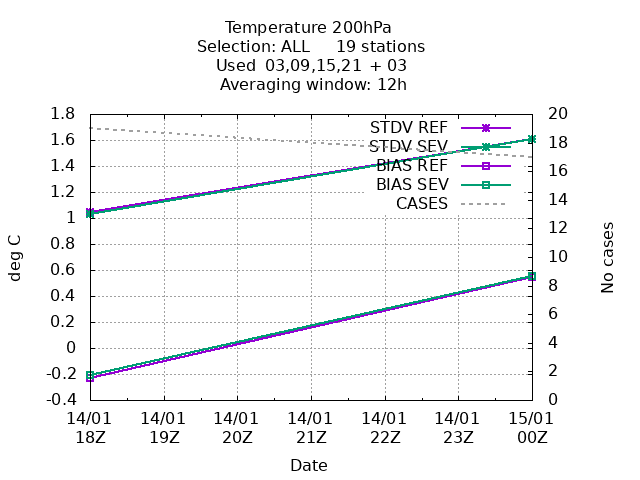 Temperature 200hPa
Selection: ALL     19 stations
Used  03,09,15,21 + 03
Averaging window: 12h
1.8
1.6
1.4
1.2
1
0.8
0.6
0.4
0.2
0
-0.2
-0.4
deg C
20
18
16
14
12
10
8
6
4
2
0
No cases
STDV REF
STDV SEV
BIAS REF
BIAS SEV
CASES
14/01 14/01 14/01 14/01 14/01 14/01 15/01
18Z 19Z 20Z 21Z 22Z 23Z 00Z
Date